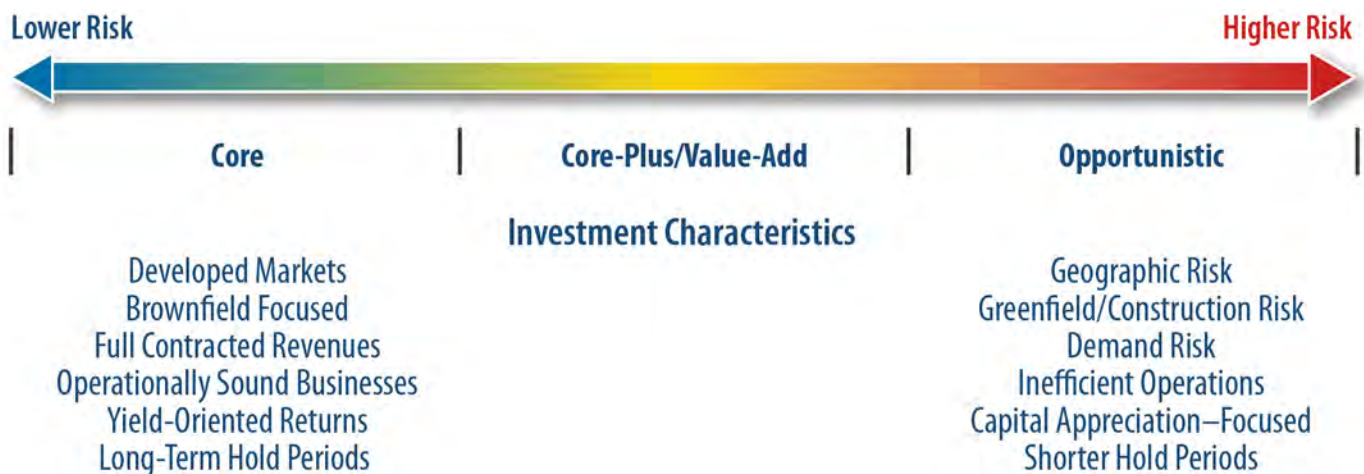 Lower Risk
Higher Risk
Core
Core-Plus/Value-Add
Opportunistic
Investment Characteristics
Developed Markets
Brownfield Focused
Full Contracted Revenues
Operationally Sound Businesses
Yield-Oriented Returns
Long-Term Hold Periods
Geographic Risk
Greenfield/Construction Risk
Demand Risk
Inefficient Operations
Capital Appreciation–Focused
Shorter Hold Periods